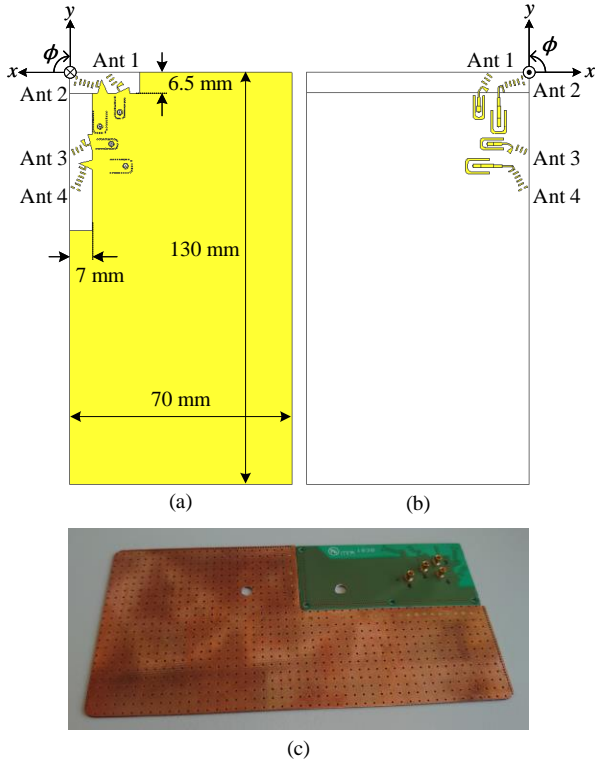 y
y
ϕ
ϕ
x
Ant 1
Ant 1
x
Ant 2
6.5 mm
Ant 2
Ant 3
Ant 3
Ant 4
Ant 4
130 mm
7 mm
70 mm
(a)
(b)
(c)